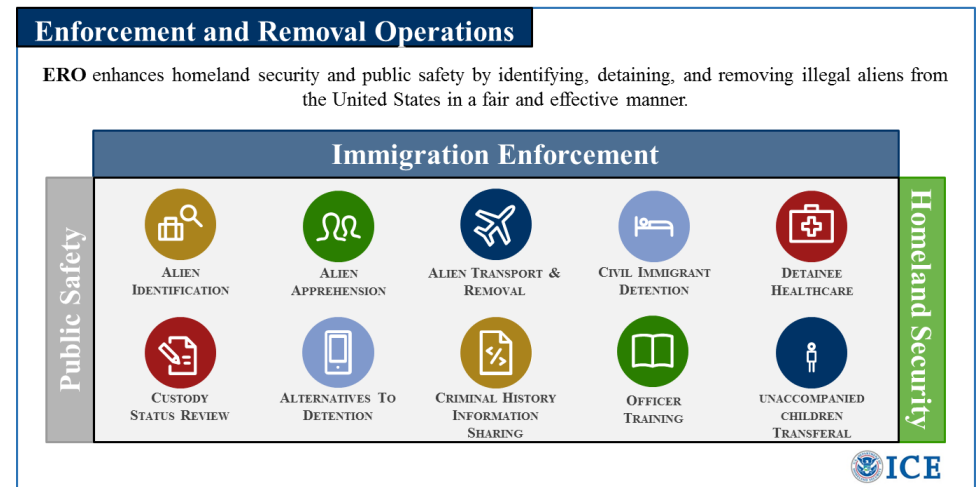 Enforcement and Removal Operations
ERO enhances homeland security and public safety by identifying, detaining, and removing illegal aliens from
the United States in a fair and effective manner.
Immigration Enforcement
Public Safety
Homeland Security
ALIEN
IDENTIFICATION
ALIEN
APPREHENSION
ALIEN TRANSPORT &
REMOVAL
CIVIL IMMIGRANT
DETENTION
DETAINEE
HEALTHCARE
CUSTODY
STATUS REVIEW
ALTERNATIVES TO
DETENTION
CRIMINAL HISTORY
INFORMATION
SHARING
OFFICER
TRAINING
UNACCOMPANIED
CHILDREN
TRANSFERAL
ICE